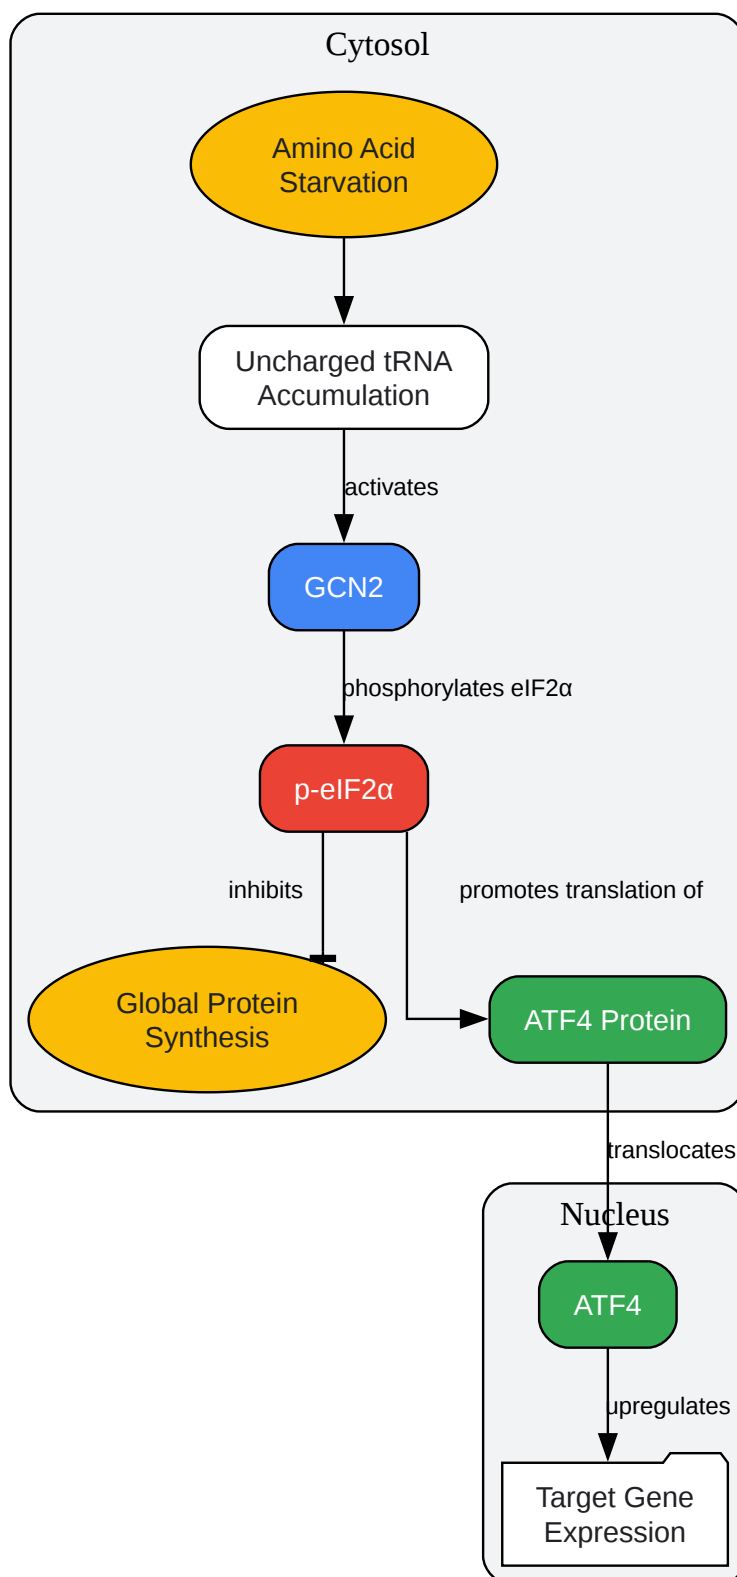 Cytosol
Amino Acid
Starvation
Uncharged tRNA
Accumulation
activates
GCN2
phosphorylates eIF2α
p-eIF2α
inhibits
promotes translation of
Global Protein
Synthesis
ATF4 Protein
translocates
Nucleus
ATF4
upregulates
Target Gene
Expression